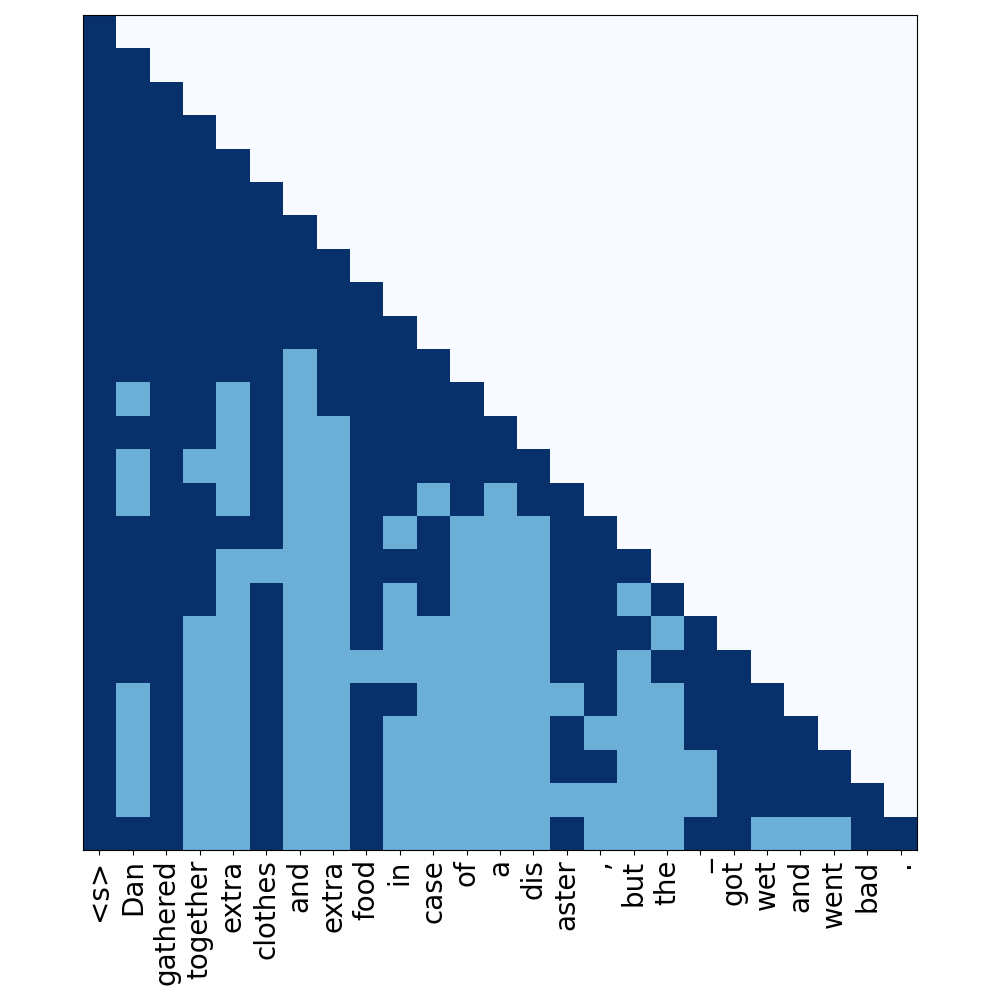 <s> Dan gathered together extra clothes and extra food in case of a dis aster , but the _ got wet and went bad .